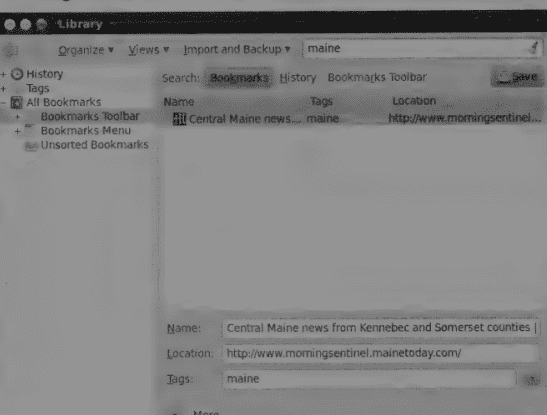 Library
Organize Views Import and Backup maine
History
Tags
All Bookmarks
Bookmarks Toolbar
Bookmarks Menu
Unsorted Bookmarks
Search: Bookmarks History Bookmarks Toolbar Save
Name Tags Location
Central Maine news.... maine http://www.morningsentinel...
Name: Central Maine news from Kennebec and Somerset counties |
Location: http://www.morningsentinel.mainetoday.com/
Tags: maine
More